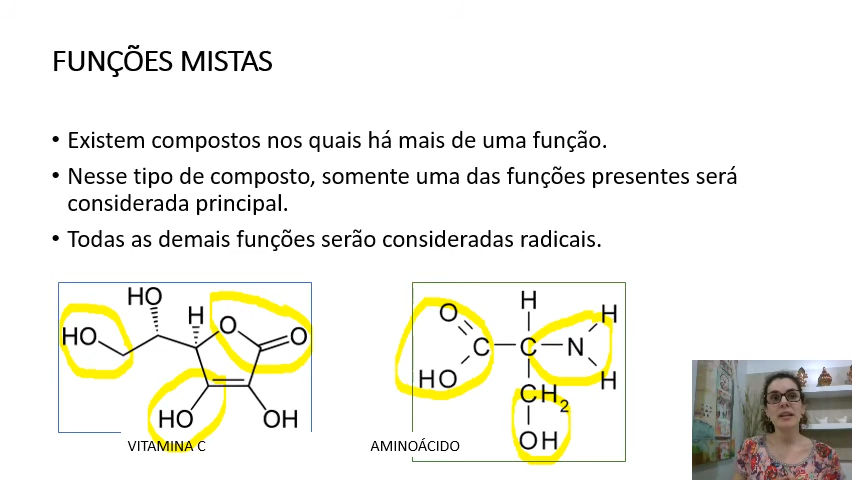 FUNÇÕES MISTAS
• Existem compostos nos quais há mais de uma função.
• Nesse tipo de composto, somente uma das funções presentes será
considerada principal.
• Todas as demais funções serão consideradas radicais.
HO
HO
H
O
O
HO
OH
VITAMINA C
H
O
H
C
C
N
HO
H
CH2
OH
AMINOÁCIDO